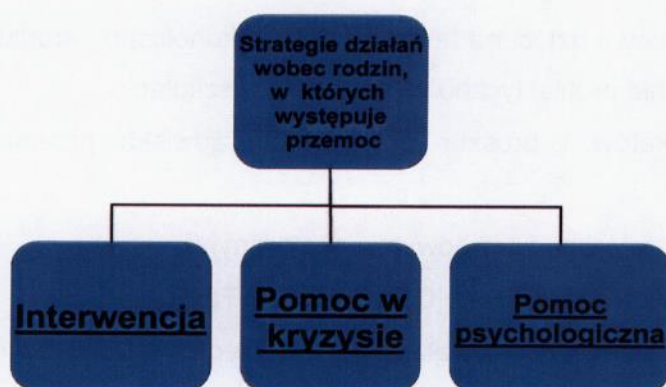 Strategie działań
wobec rodzin,
w których
występuje
przemoc
Interwencja
Pomoc w
kryzysie
Pomoc
psychologiczna